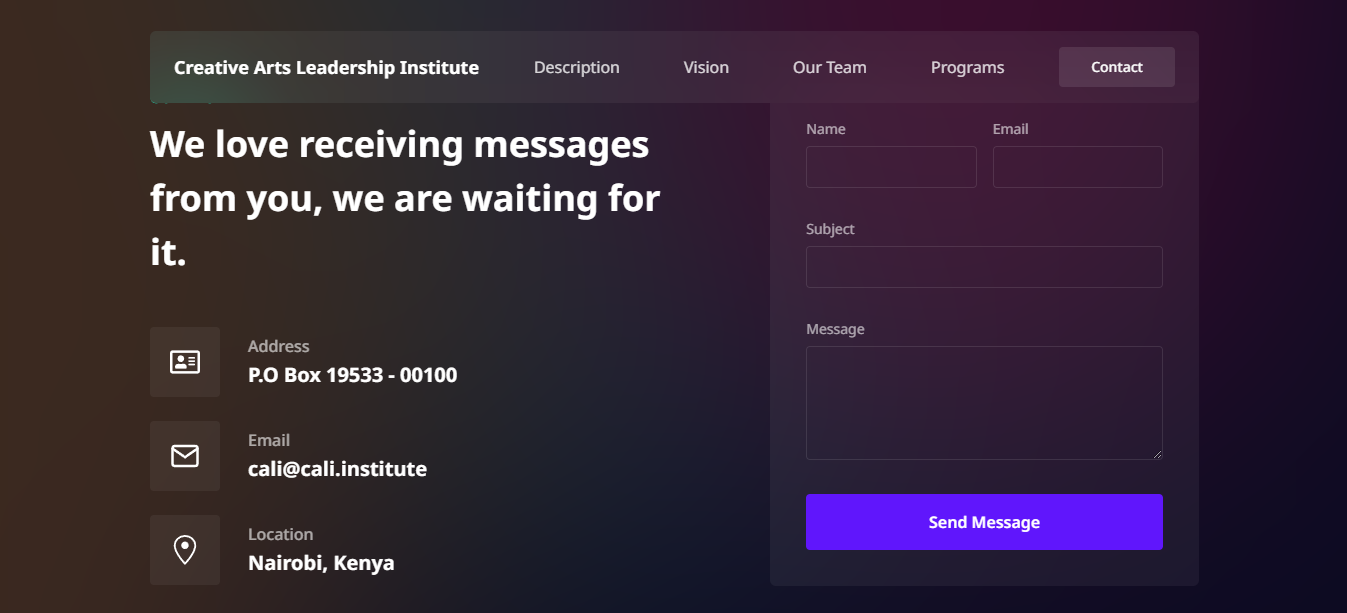 Creative Arts Leadership Institute
Description
Vision
Our Team
Programs
Contact
We love receiving messages
from you, we are waiting for
it.
Address
P.O Box 19533 - 00100
Email
cali@cali.institute
Location
Nairobi, Kenya
Name
Email
Subject
Message
Send Message